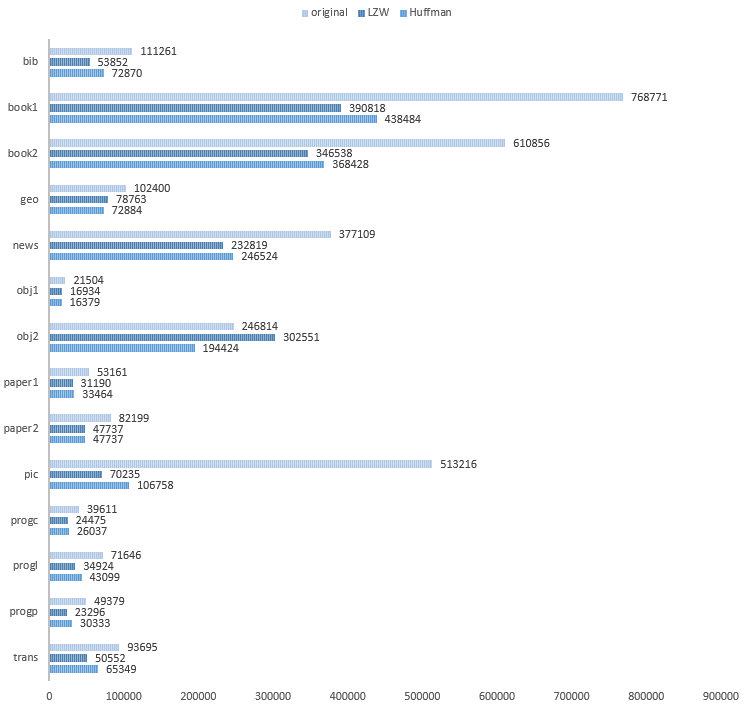 original LZW Huffman
bib
111261
53852
72870
book1
768771
390818
438484
book2
610856
346538
368428
geo
102400
78763
72884
news
377109
232819
246524
obj1
21504
16934
16379
obj2
246814
302551
194424
paper1
53161
31190
33464
paper2
82199
47737
47737
pic
513216
70235
106758
progc
39611
24475
26037
progl
71646
34924
43099
progp
49379
23296
30333
trans
93695
50552
65349
0 100000 200000 300000 400000 500000 600000 700000 800000 900000